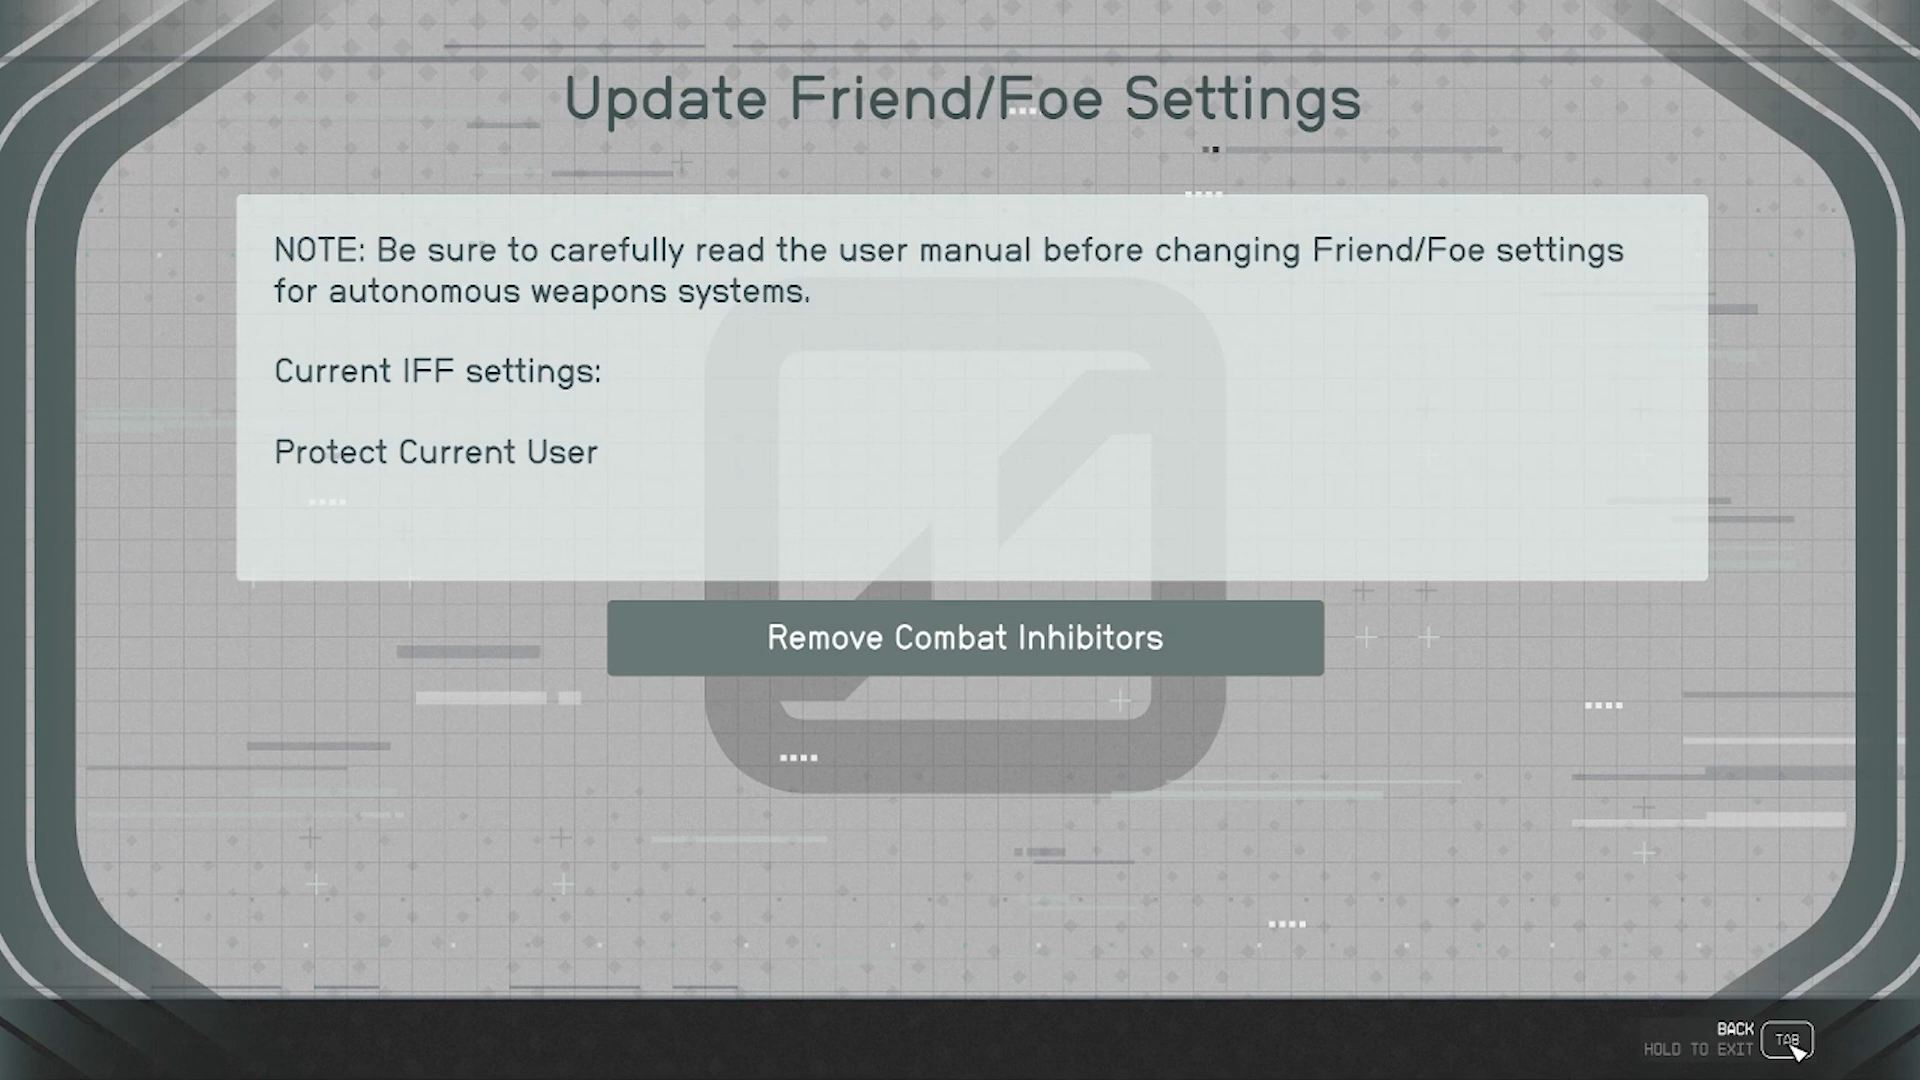 Update Friend/Foe Settings
NOTE: Be sure to carefully read the user manual before changing Friend/Foe settings
for autonomous weapons systems.
Current IFF settings:
Protect Current User
Remove Combat Inhibitors
BACK
HOLD TO EXIT
TAB